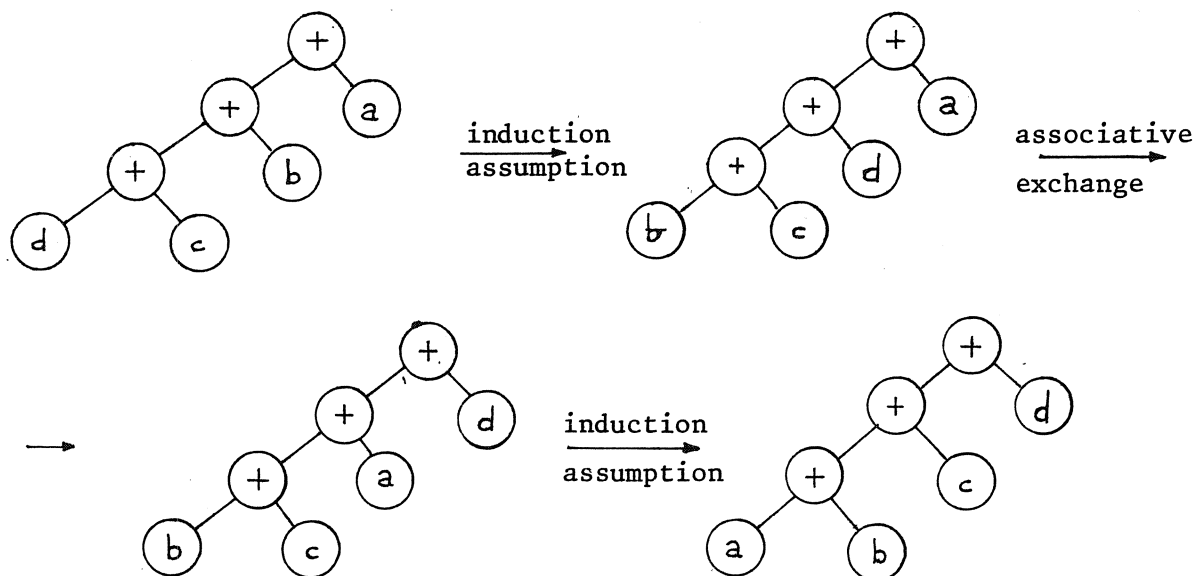 + +
+ a + a
+ b induction assumption + d associative exchange
d c b c
+ +
+ d + d
+ a induction assumption + c
b c a b